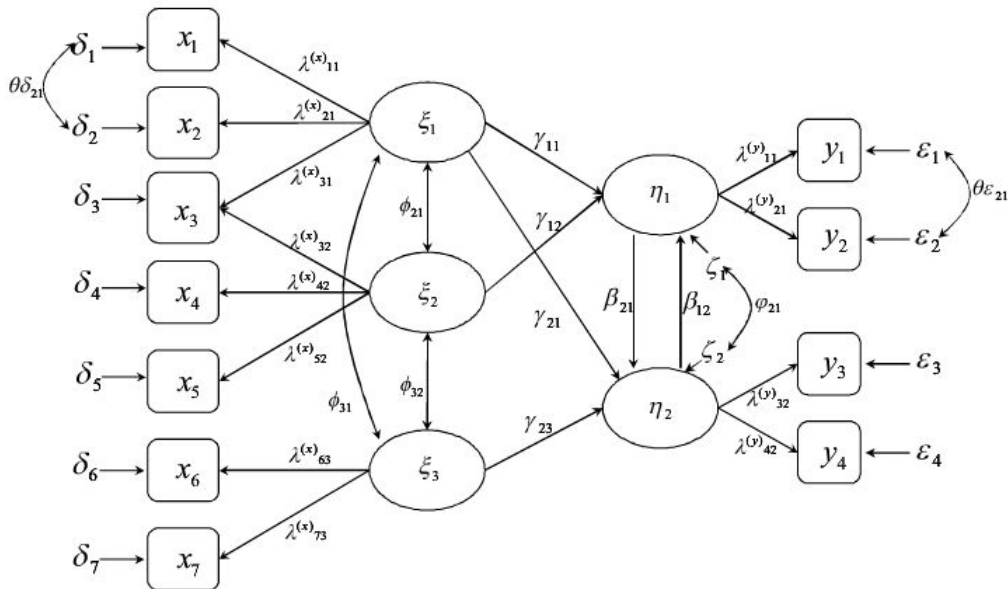 δ₁
x₁
θδ₂₁
δ₂
x₂
δ₃
x₃
δ₄
x₄
δ₅
x₅
δ₆
x₆
δ₇
x₇
λ⁽ˣ⁾₁₁
λ⁽ˣ⁾₂₁
λ⁽ˣ⁾₃₁
λ⁽ˣ⁾₃₂
λ⁽ˣ⁾₄₂
λ⁽ˣ⁾₅₂
λ⁽ˣ⁾₆₃
λ⁽ˣ⁾₇₃
ξ₁
ϕ₂₁
ξ₂
ϕ₃₁
ϕ₃₂
ξ₃
γ₁₁
γ₁₂
γ₂₁
γ₂₃
η₁
ζ₁
β₂₁
β₁₂
φ₂₁
ζ₂
η₂
λ⁽ʸ⁾₁₁
λ⁽ʸ⁾₂₁
λ⁽ʸ⁾₃₂
λ⁽ʸ⁾₄₂
y₁
ε₁
θε₂₁
y₂
ε₂
y₃
ε₃
y₄
ε₄